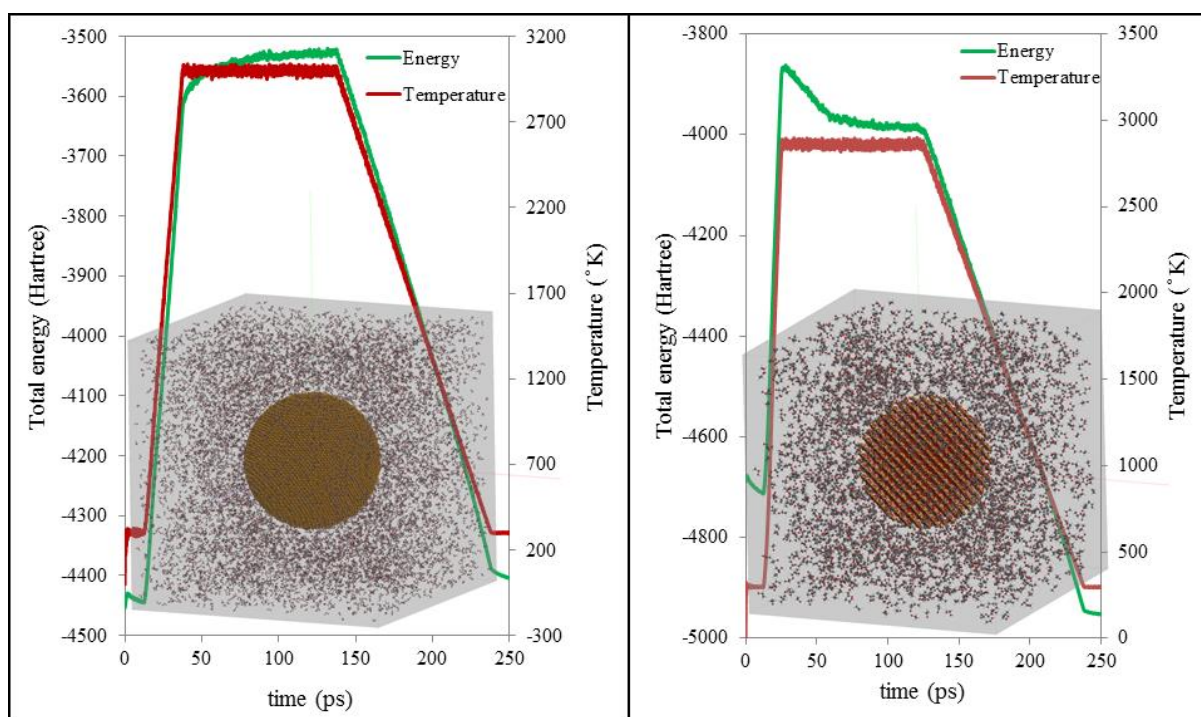 -3500
-3600
-3700
-3800
-3900
-4000
-4100
-4200
-4300
-4400
-4500
Total energy (Hartree)
3200
2700
2200
1700
1200
700
200
-300
Temperature (˚K)
Energy
Temperature
0 50 100 150 200 250
time (ps)
-3800
-4000
-4200
-4400
-4600
-4800
-5000
Total energy (Hartree)
3500
3000
2500
2000
1500
1000
500
0
Temperature (˚K)
Energy
Temperature
0 50 100 150 200 250
time (ps)